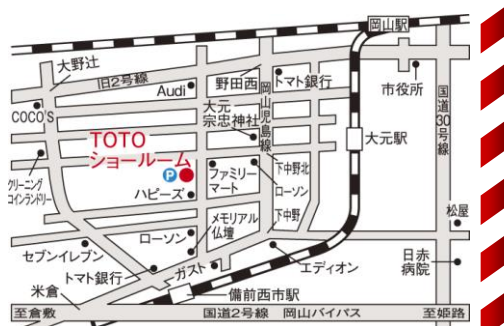 岡山駅
大野辻
旧2号線
Audi
野田西
トマト銀行
市役所
COCO'S
大元
宗忠神社
岡山児島線
国道30号線
TOTO
ショールーム
大元駅
クリーニング
コインランドリー
P
ファミリー
マート
下中野北
ローソン
ハピーズ
下中野
メモリアル
仏壇
ローソン
松屋
セブンイレブン
トマト銀行
ガスト
エディオン
日赤
病院
米倉
備前西市駅
至倉敷
国道2号線 岡山バイパス
至姫路